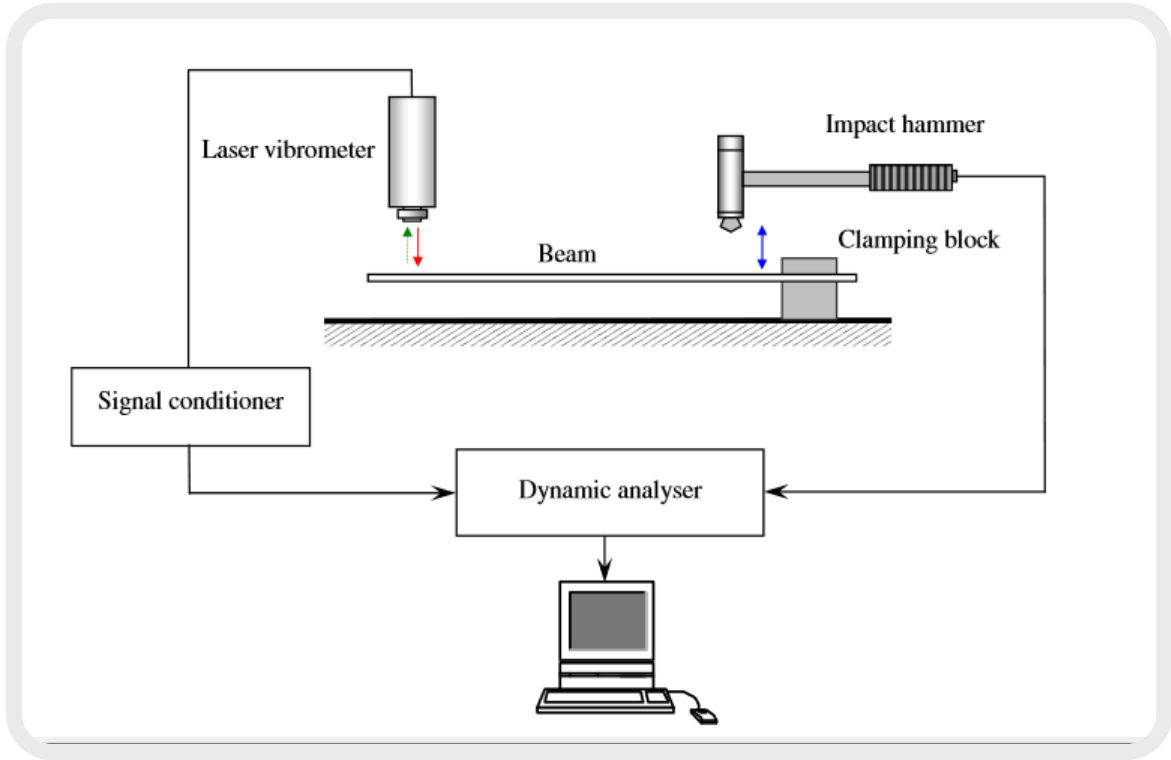 Impact hammer
Laser vibrometer
Clamping block
Beam
Signal conditioner
Dynamic analyser